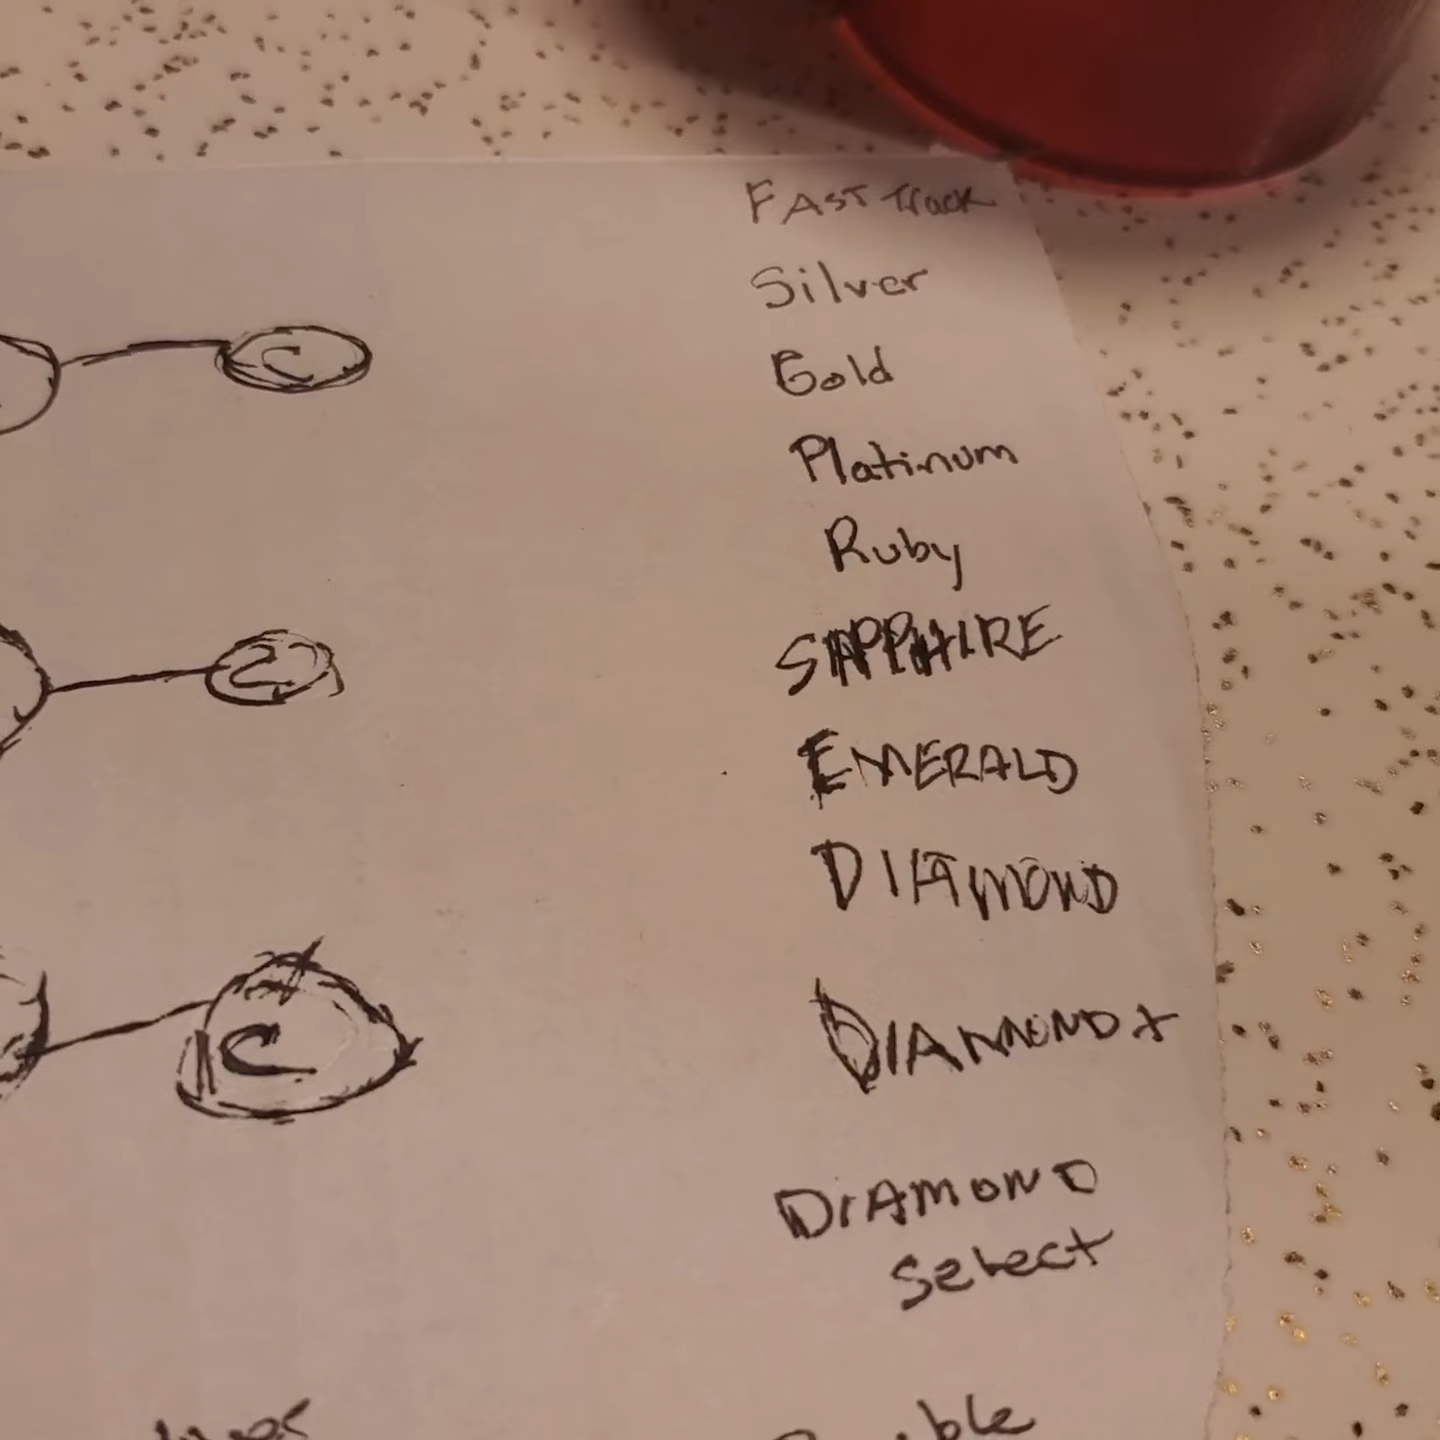 FAST Track
Silver
Gold
C
Platinum
Ruby
SAPPHIRE
C
EMERALD
DIAMOND
DIAMOND+
C
DIAMOND
Select